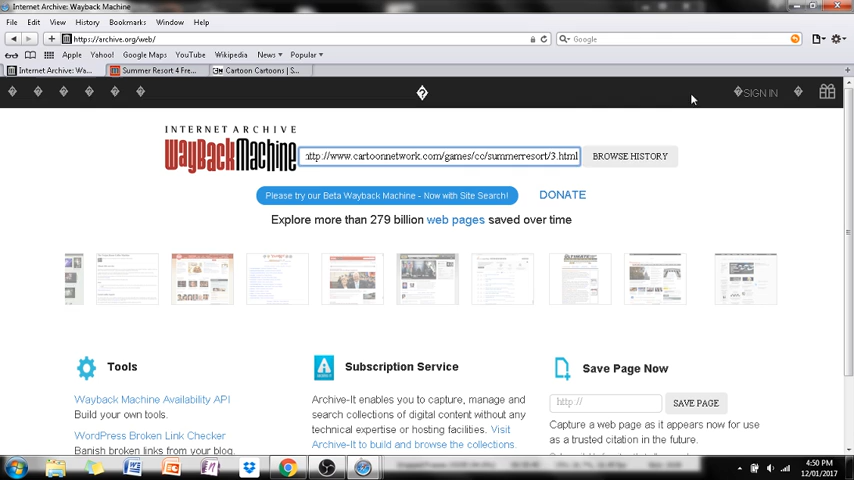 Internet Archive: Wayback Machine
File Edit View History Bookmarks Window Help
https://archive.org/web/
Google
Apple Yahoo! Google Maps YouTube Wikipedia News Popular
Internet Archive: Wa...
Summer Resort 4 Fre...
Cartoon Cartoons | S...
SIGN IN
INTERNET ARCHIVE
WayBackMachine
http://www.cartoonnetwork.com/games/cc/summerresort/3.html
BROWSE HISTORY
Please try our Beta Wayback Machine - Now with Site Search!
DONATE
Explore more than 279 billion web pages saved over time
Tools
Wayback Machine Availability API
Build your own tools.
WordPress Broken Link Checker
Banish broken links from your blog.
Subscription Service
Archive-It enables you to capture, manage and
search collections of digital content without any
technical expertise or hosting facilities. Visit
Archive-It to build and browse the collections.
Save Page Now
http://
SAVE PAGE
Capture a web page as it appears now for use
as a trusted citation in the future.
4:50 PM
12/01/2017